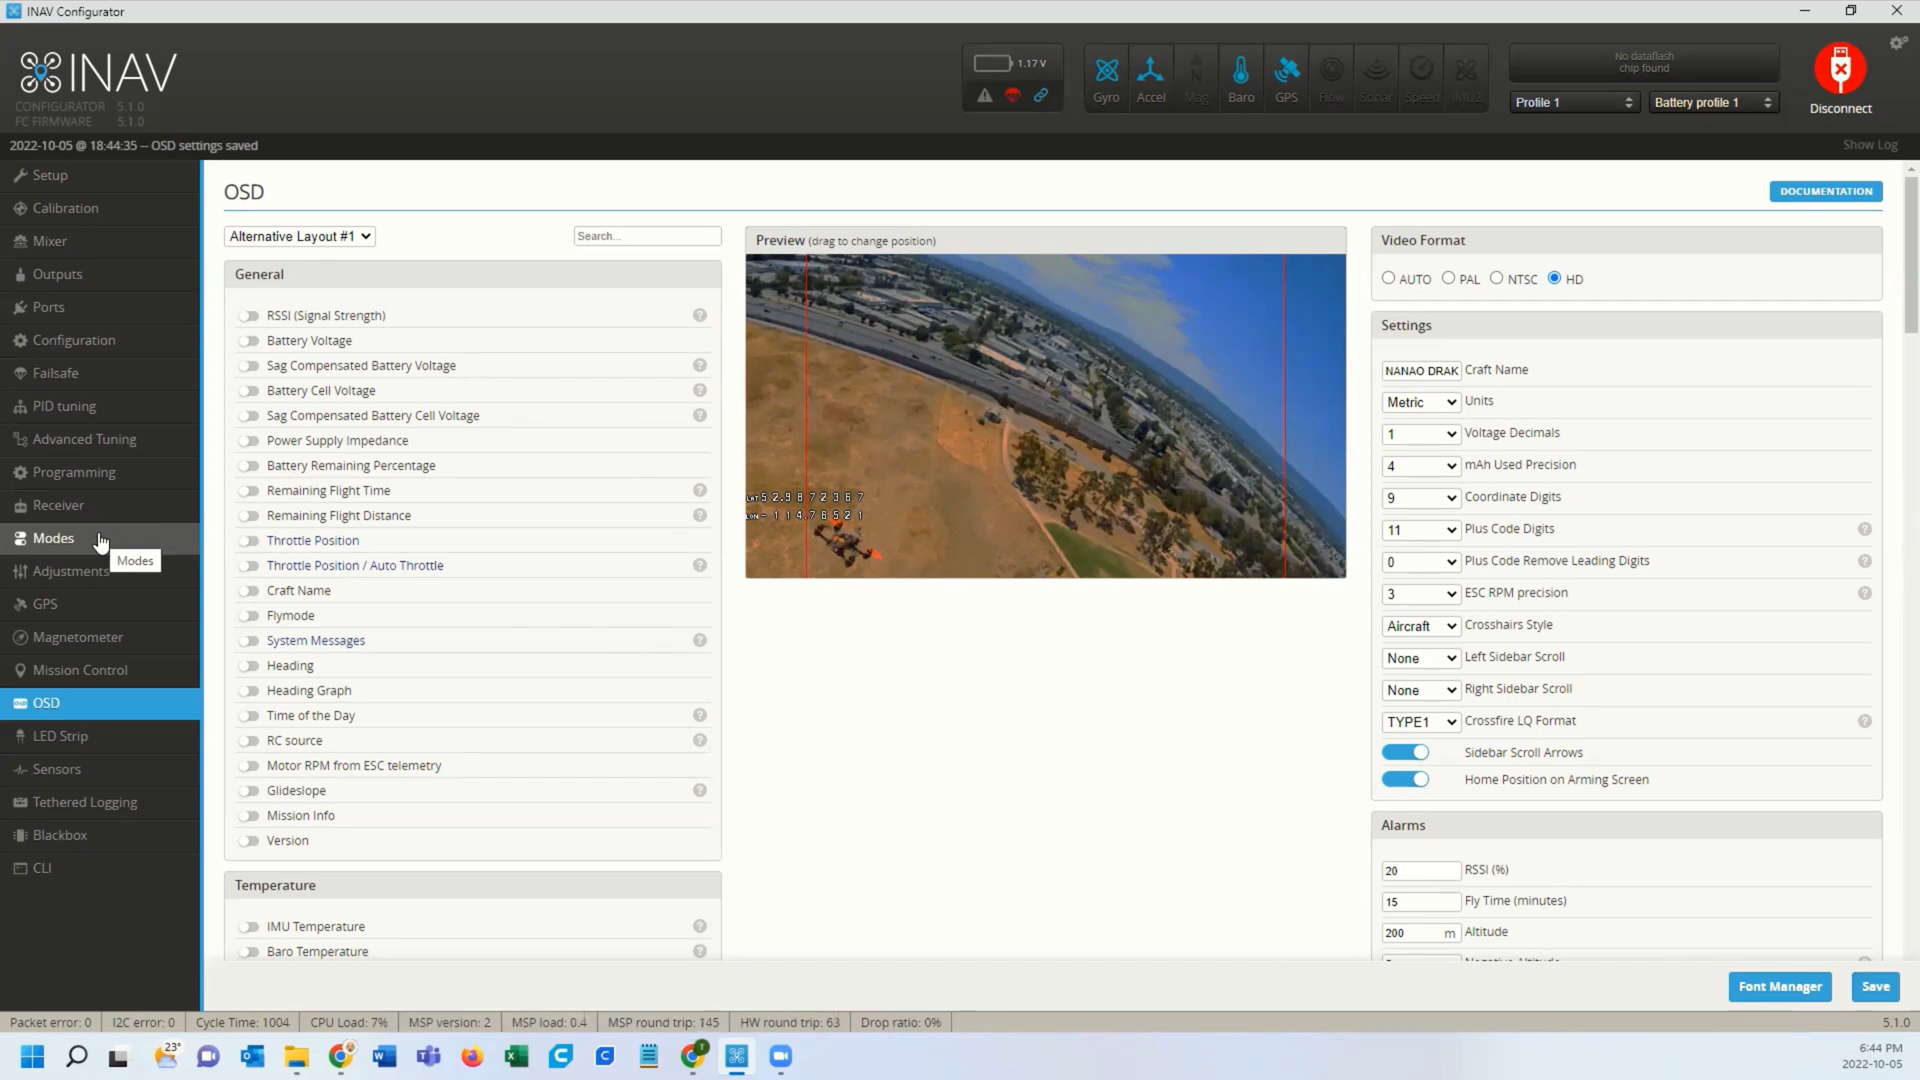 INAV Configurator
INAV
CONFIGURATOR 5.1.0
FC FIRMWARE 5.1.0
1.17 V
Gyro
Accel
Mag
Baro
GPS
Flow
Sonar
Speed
IMU2
No dataflash
chip found
Profile 1
Battery profile 1
Disconnect
2022-10-05 @ 18:44:35 -- OSD settings saved
Show Log
Setup
Calibration
Mixer
Outputs
Ports
Configuration
Failsafe
PID tuning
Advanced Tuning
Programming
Receiver
Modes
Modes
Adjustments
GPS
Magnetometer
Mission Control
OSD
LED Strip
Sensors
Tethered Logging
Blackbox
CLI
OSD
DOCUMENTATION
Alternative Layout #1
Search...
General
RSSI (Signal Strength)
Battery Voltage
Sag Compensated Battery Voltage
Battery Cell Voltage
Sag Compensated Battery Cell Voltage
Power Supply Impedance
Battery Remaining Percentage
Remaining Flight Time
Remaining Flight Distance
Throttle Position
Throttle Position / Auto Throttle
Craft Name
Flymode
System Messages
Heading
Heading Graph
Time of the Day
RC source
Motor RPM from ESC telemetry
Glideslope
Mission Info
Version
Temperature
IMU Temperature
Baro Temperature
Preview (drag to change position)
LAT 52.9872367
LON -114.76521
Video Format
AUTO PAL NTSC HD
Settings
NANAO DRAK Craft Name
Metric Units
1 Voltage Decimals
4 mAh Used Precision
9 Coordinate Digits
11 Plus Code Digits
0 Plus Code Remove Leading Digits
3 ESC RPM precision
Aircraft Crosshairs Style
None Left Sidebar Scroll
None Right Sidebar Scroll
TYPE1 Crossfire LQ Format
Sidebar Scroll Arrows
Home Position on Arming Screen
Alarms
20 RSSI (%)
15 Fly Time (minutes)
200 m Altitude
Font Manager
Save
Packet error: 0
I2C error: 0
Cycle Time: 1004
CPU Load: 7%
MSP version: 2
MSP load: 0.4
MSP round trip: 145
HW round trip: 63
Drop ratio: 0%
5.1.0
23°
6:44 PM
2022-10-05